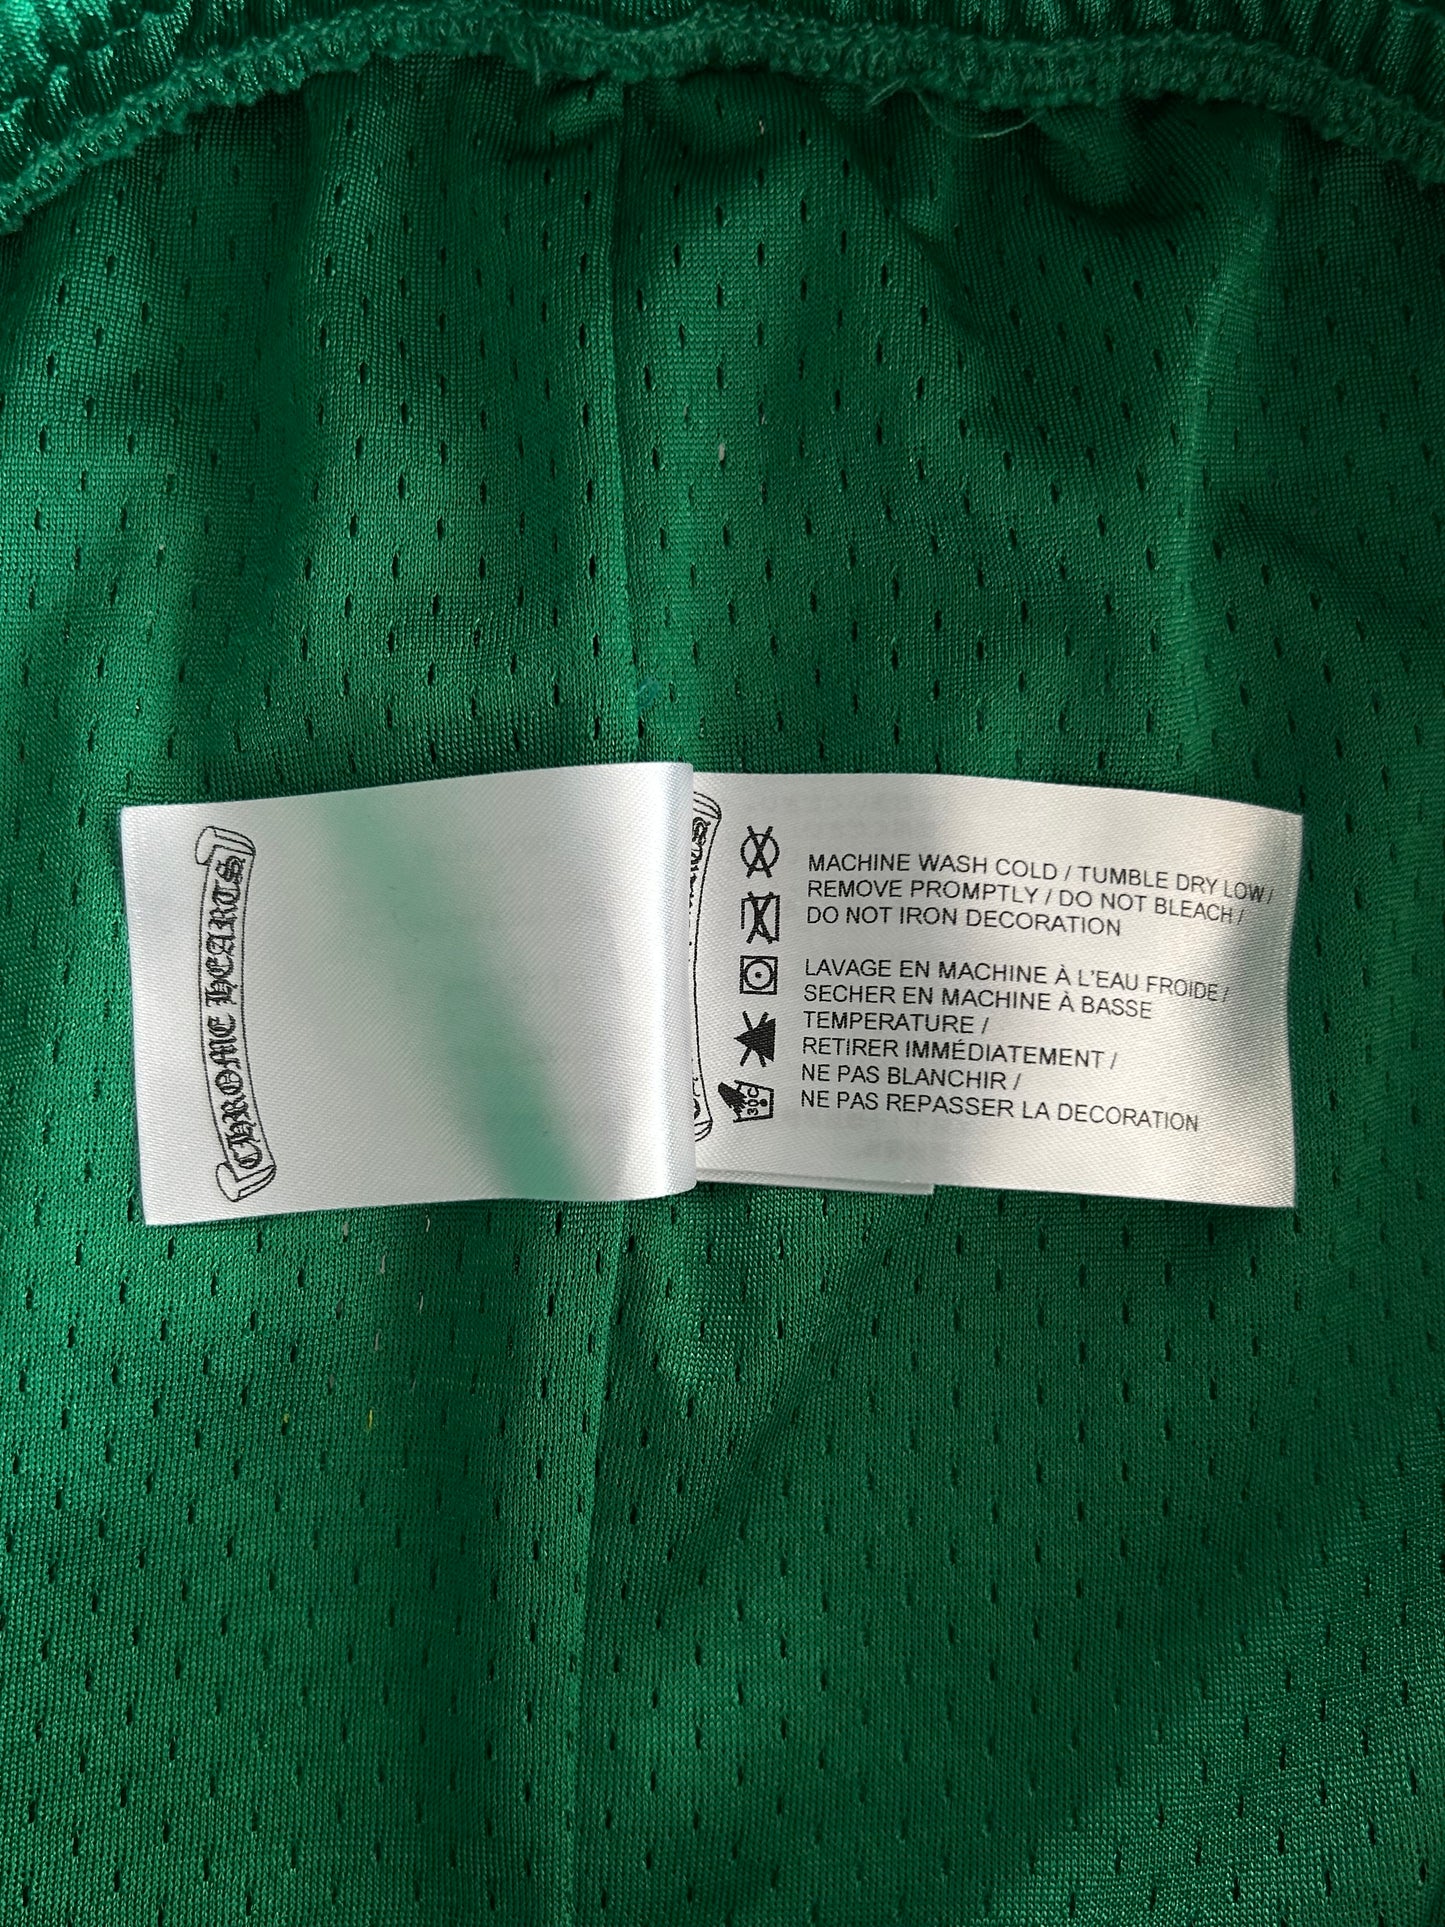 CHROME HEARTS
MACHINE WASH COLD / TUMBLE DRY LOW /
REMOVE PROMPTLY / DO NOT BLEACH /
DO NOT IRON DECORATION
LAVAGE EN MACHINE À L'EAU FROIDE /
SECHER EN MACHINE À BASSE
TEMPERATURE /
RETIRER IMMÉDIATEMENT /
NE PAS BLANCHIR /
NE PAS REPASSER LA DECORATION
30C